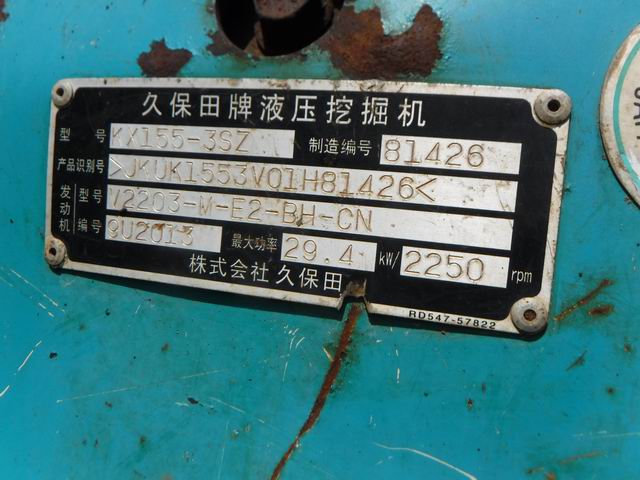 久保田牌液压挖掘机
型 号 KX155-3SZ 制造编号 81426
产品识别号 >JKUK1553V01H81426<
发动机 型号 V2203-M-E2-BH-CN
编号 9U2013 最大功率 29.4 kW/ 2250 rpm
株式会社久保田
RD547-57822